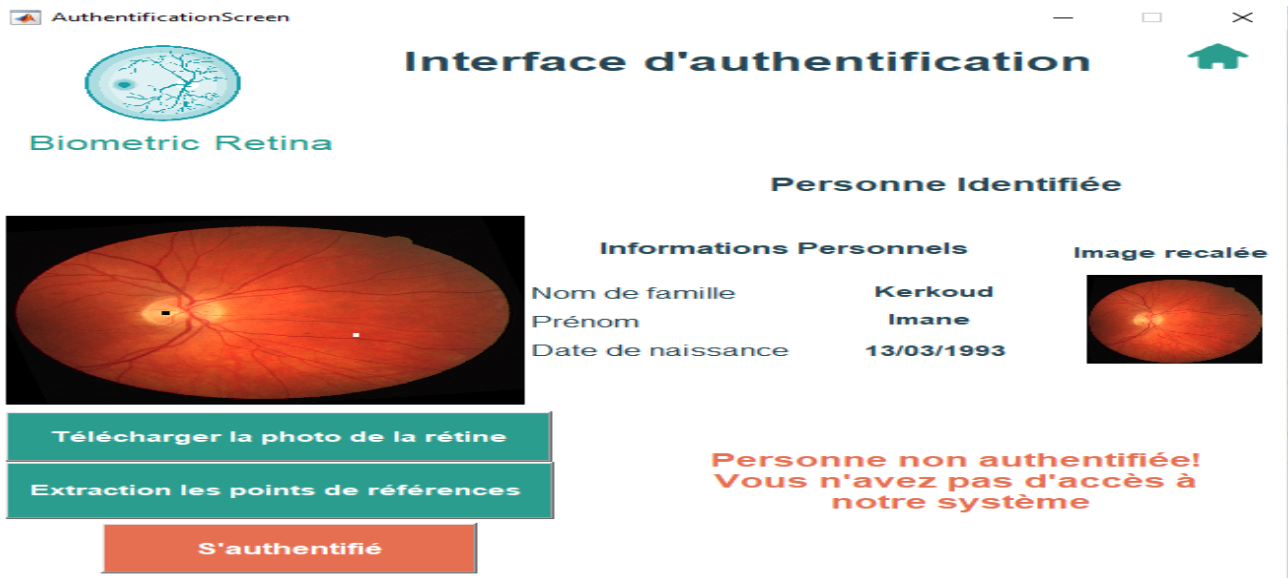 AuthentificationScreen
Interface d'authentification
Biometric Retina
Personne Identifiée
Informations Personnels
Image recalée
Nom de famille Kerkoud
Prénom Imane
Date de naissance 13/03/1993
Télécharger la photo de la rétine
Extraction les points de références
S'authentifié
Personne non authentifiée!
Vous n'avez pas d'accès à
notre système